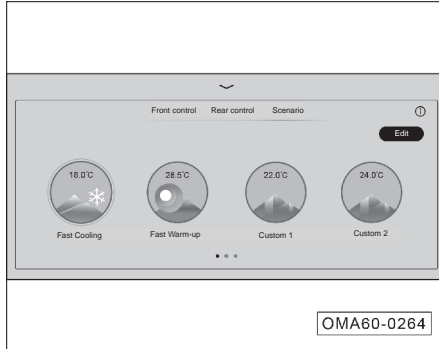 Front control Rear control Scenario
Edit
18.0°C 28.5°C 22.0°C 24.0°C
Fast Cooling Fast Warm-up Custom 1 Custom 2
OMA60-0264